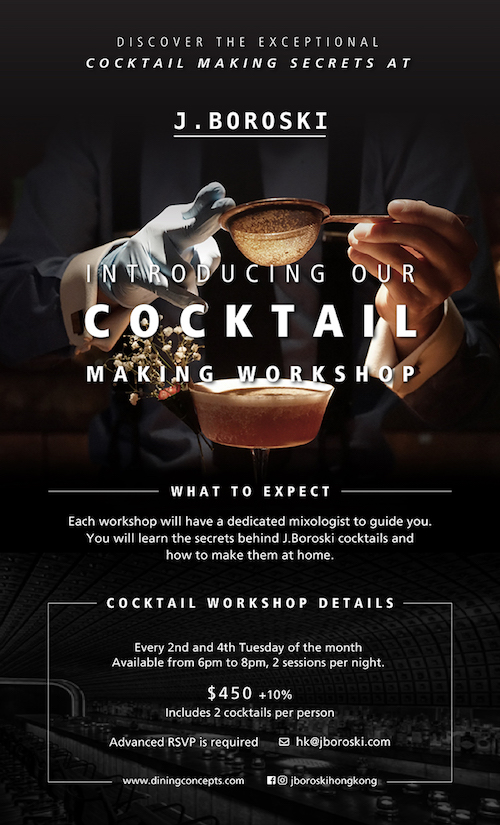 DISCOVER THE EXCEPTIONAL
COCKTAIL MAKING SECRETS AT
J.BOROSKI
INTRODUCING OUR
COCKTAIL
MAKING WORKSHOP
WHAT TO EXPECT
Each workshop will have a dedicated mixologist to guide you.
You will learn the secrets behind J.Boroski cocktails and
how to make them at home.
COCKTAIL WORKSHOP DETAILS
Every 2nd and 4th Tuesday of the month
Available from 6pm to 8pm, 2 sessions per night.
$450 +10%
Includes 2 cocktails per person
Advanced RSVP is required hk@jboroski.com
www.diningconcepts.com jboroskihongkong